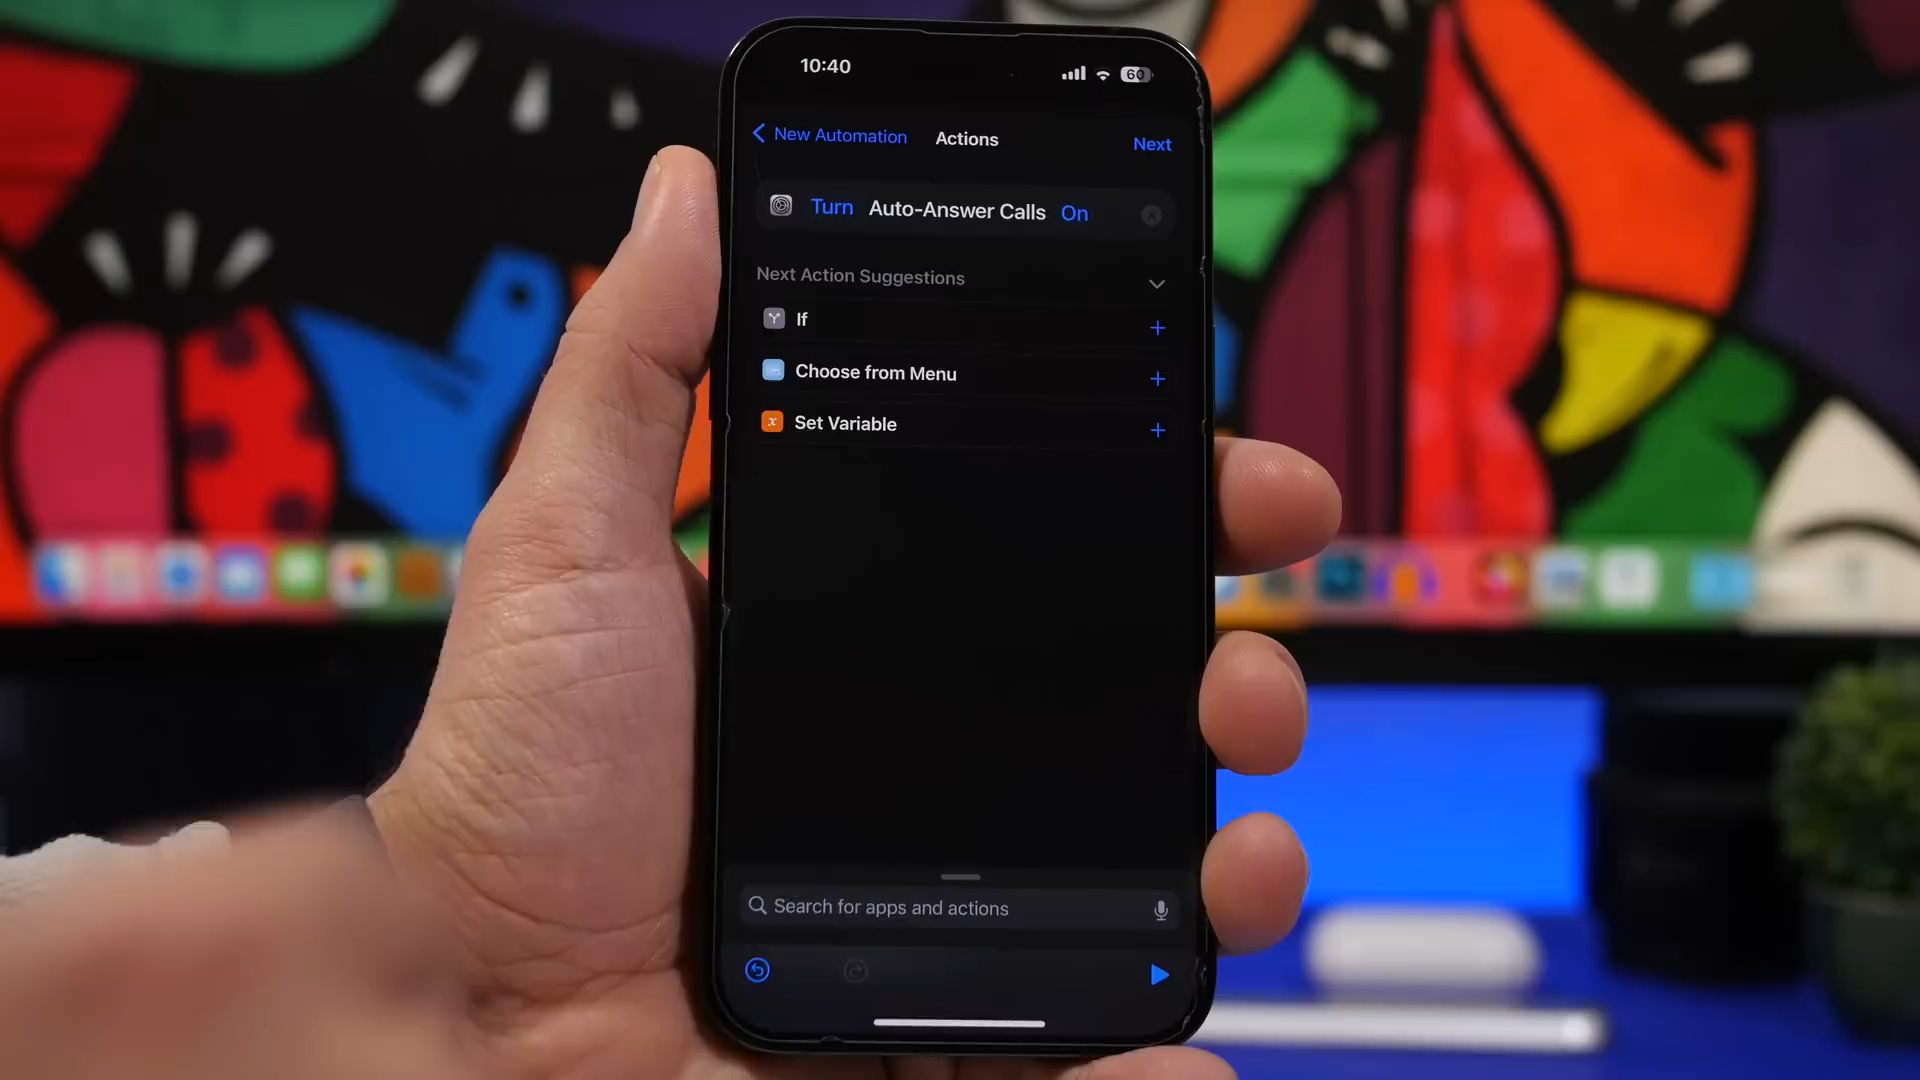 10:40
60
New Automation Actions Next
Turn Auto-Answer Calls On
Next Action Suggestions
If
Choose from Menu
x Set Variable
Search for apps and actions